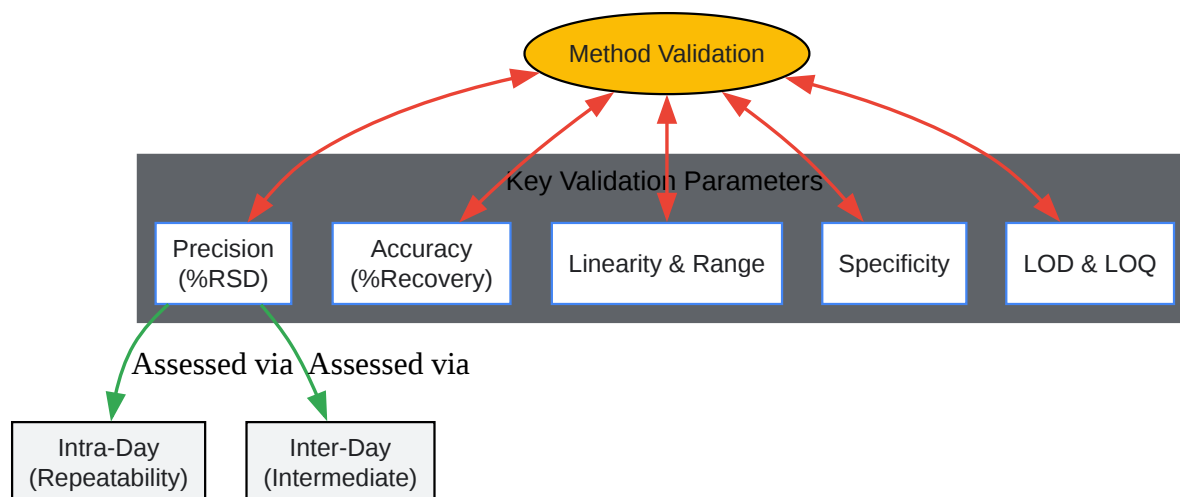 Method Validation
Key Validation Parameters
Precision
(%RSD)
Accuracy
(%Recovery)
Linearity & Range
Specificity
LOD & LOQ
Assessed via
Assessed via
Intra-Day
(Repeatability)
Inter-Day
(Intermediate)